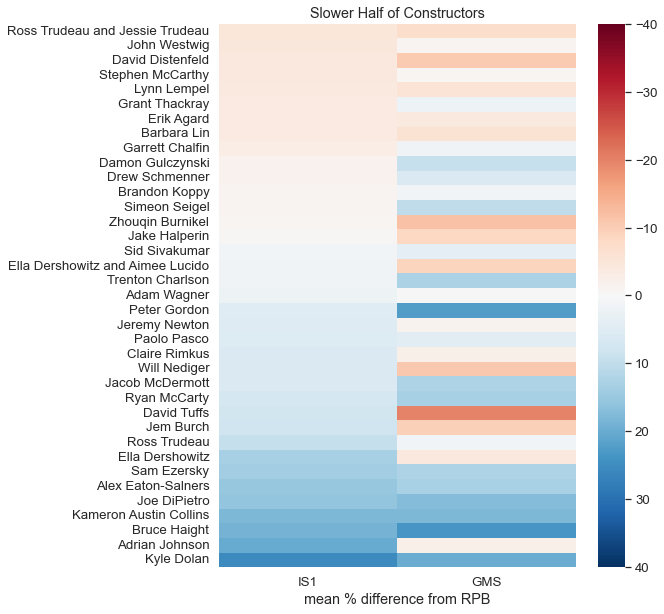 Slower Half of Constructors
Ross Trudeau and Jessie Trudeau
John Westwig
David Distenfeld
Stephen McCarthy
Lynn Lempel
Grant Thackray
Erik Agard
Barbara Lin
Garrett Chalfin
Damon Gulczynski
Drew Schmenner
Brandon Koppy
Simeon Seigel
Zhouqin Burnikel
Jake Halperin
Sid Sivakumar
Ella Dershowitz and Aimee Lucido
Trenton Charlson
Adam Wagner
Peter Gordon
Jeremy Newton
Paolo Pasco
Claire Rimkus
Will Nediger
Jacob McDermott
Ryan McCarty
David Tuffs
Jem Burch
Ross Trudeau
Ella Dershowitz
Sam Ezersky
Alex Eaton-Salners
Joe DiPietro
Kameron Austin Collins
Bruce Haight
Adrian Johnson
Kyle Dolan
IS1 GMS
mean % difference from RPB
−40
−30
−20
−10
0
10
20
30
40